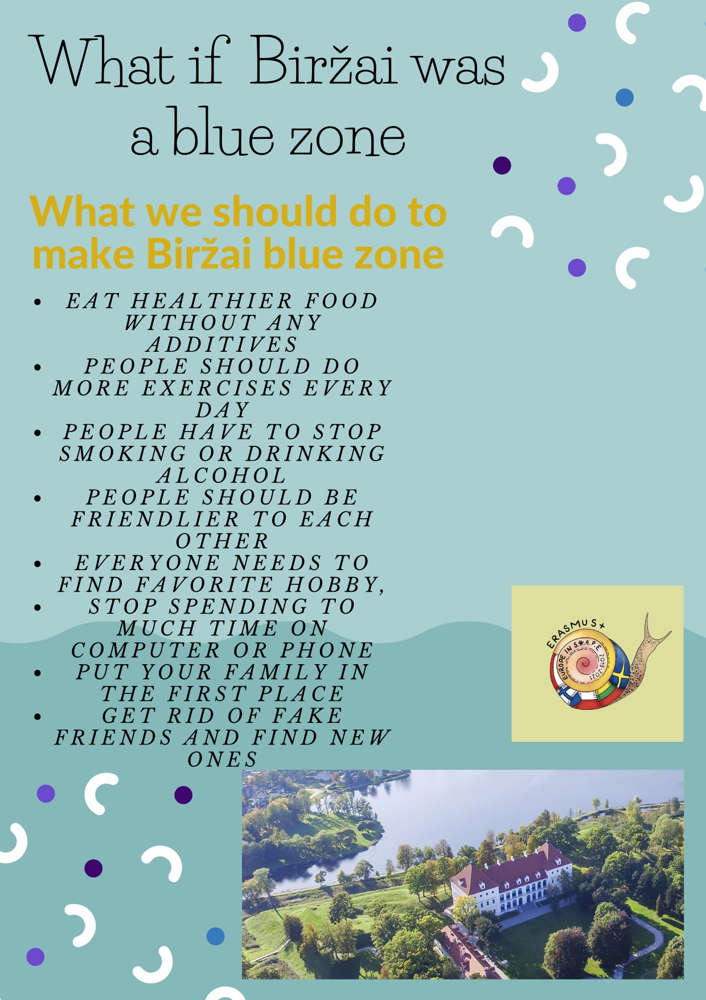 What if Biržai was
a blue zone
What we should do to
make Biržai blue zone
• EAT HEALTHIER FOOD
WITHOUT ANY
ADDITIVES
• PEOPLE SHOULD DO
MORE EXERCISES EVERY
DAY
• PEOPLE HAVE TO STOP
SMOKING OR DRINKING
ALCOHOL
• PEOPLE SHOULD BE
FRIENDLIER TO EACH
OTHER
• EVERYONE NEEDS TO
FIND FAVORITE HOBBY,
• STOP SPENDING TO
MUCH TIME ON
COMPUTER OR PHONE
• PUT YOUR FAMILY IN
THE FIRST PLACE
• GET RID OF FAKE
FRIENDS AND FIND NEW
ONES
ERASMUS+
EUROPE IN S.H.A.P.E. 2019-2021